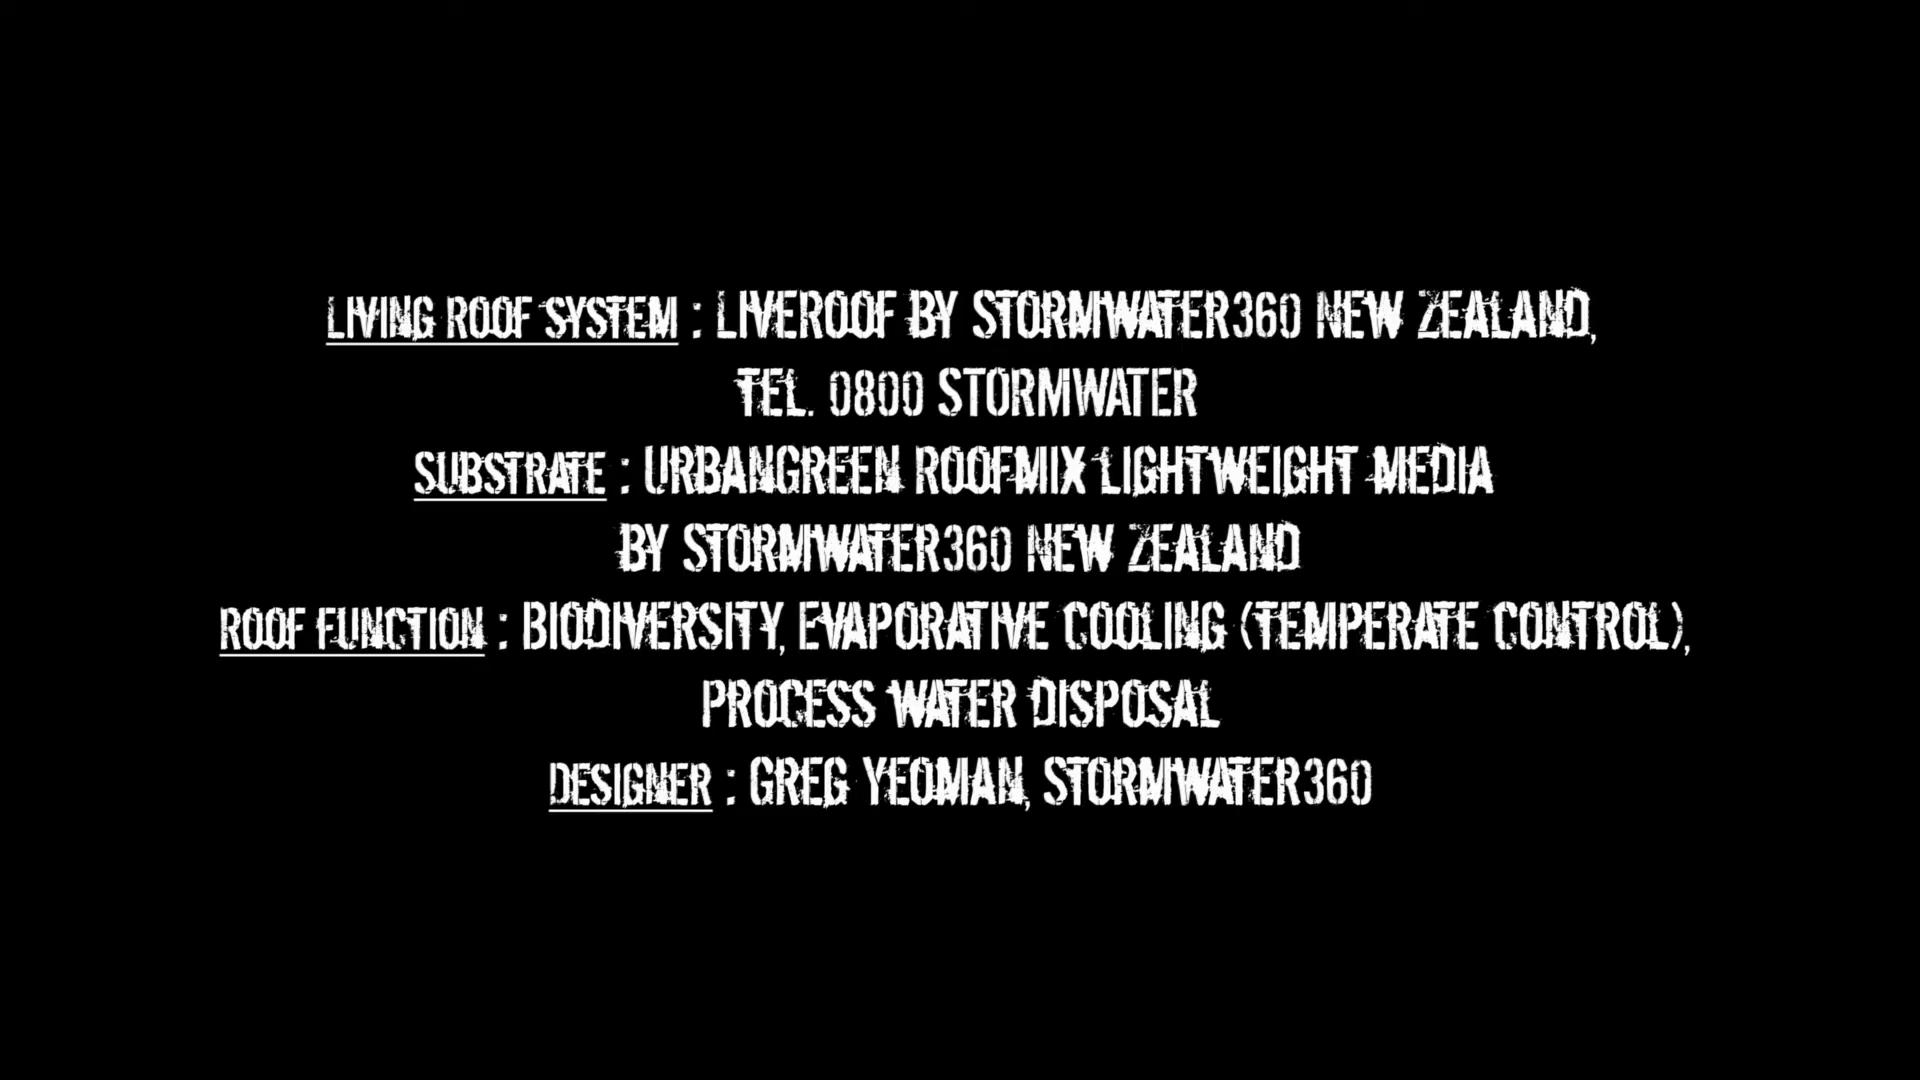 LIVING ROOF SYSTEM : LIVEROOF BY STORMWATER360 NEW ZEALAND,
TEL. 0800 STORMWATER
SUBSTRATE : URBANGREEN ROOFMIX LIGHTWEIGHT MEDIA
BY STORMWATER360 NEW ZEALAND
ROOF FUNCTION : BIODIVERSITY, EVAPORATIVE COOLING (TEMPERATE CONTROL),
PROCESS WATER DISPOSAL
DESIGNER : GREG YEOMAN, STORMWATER360